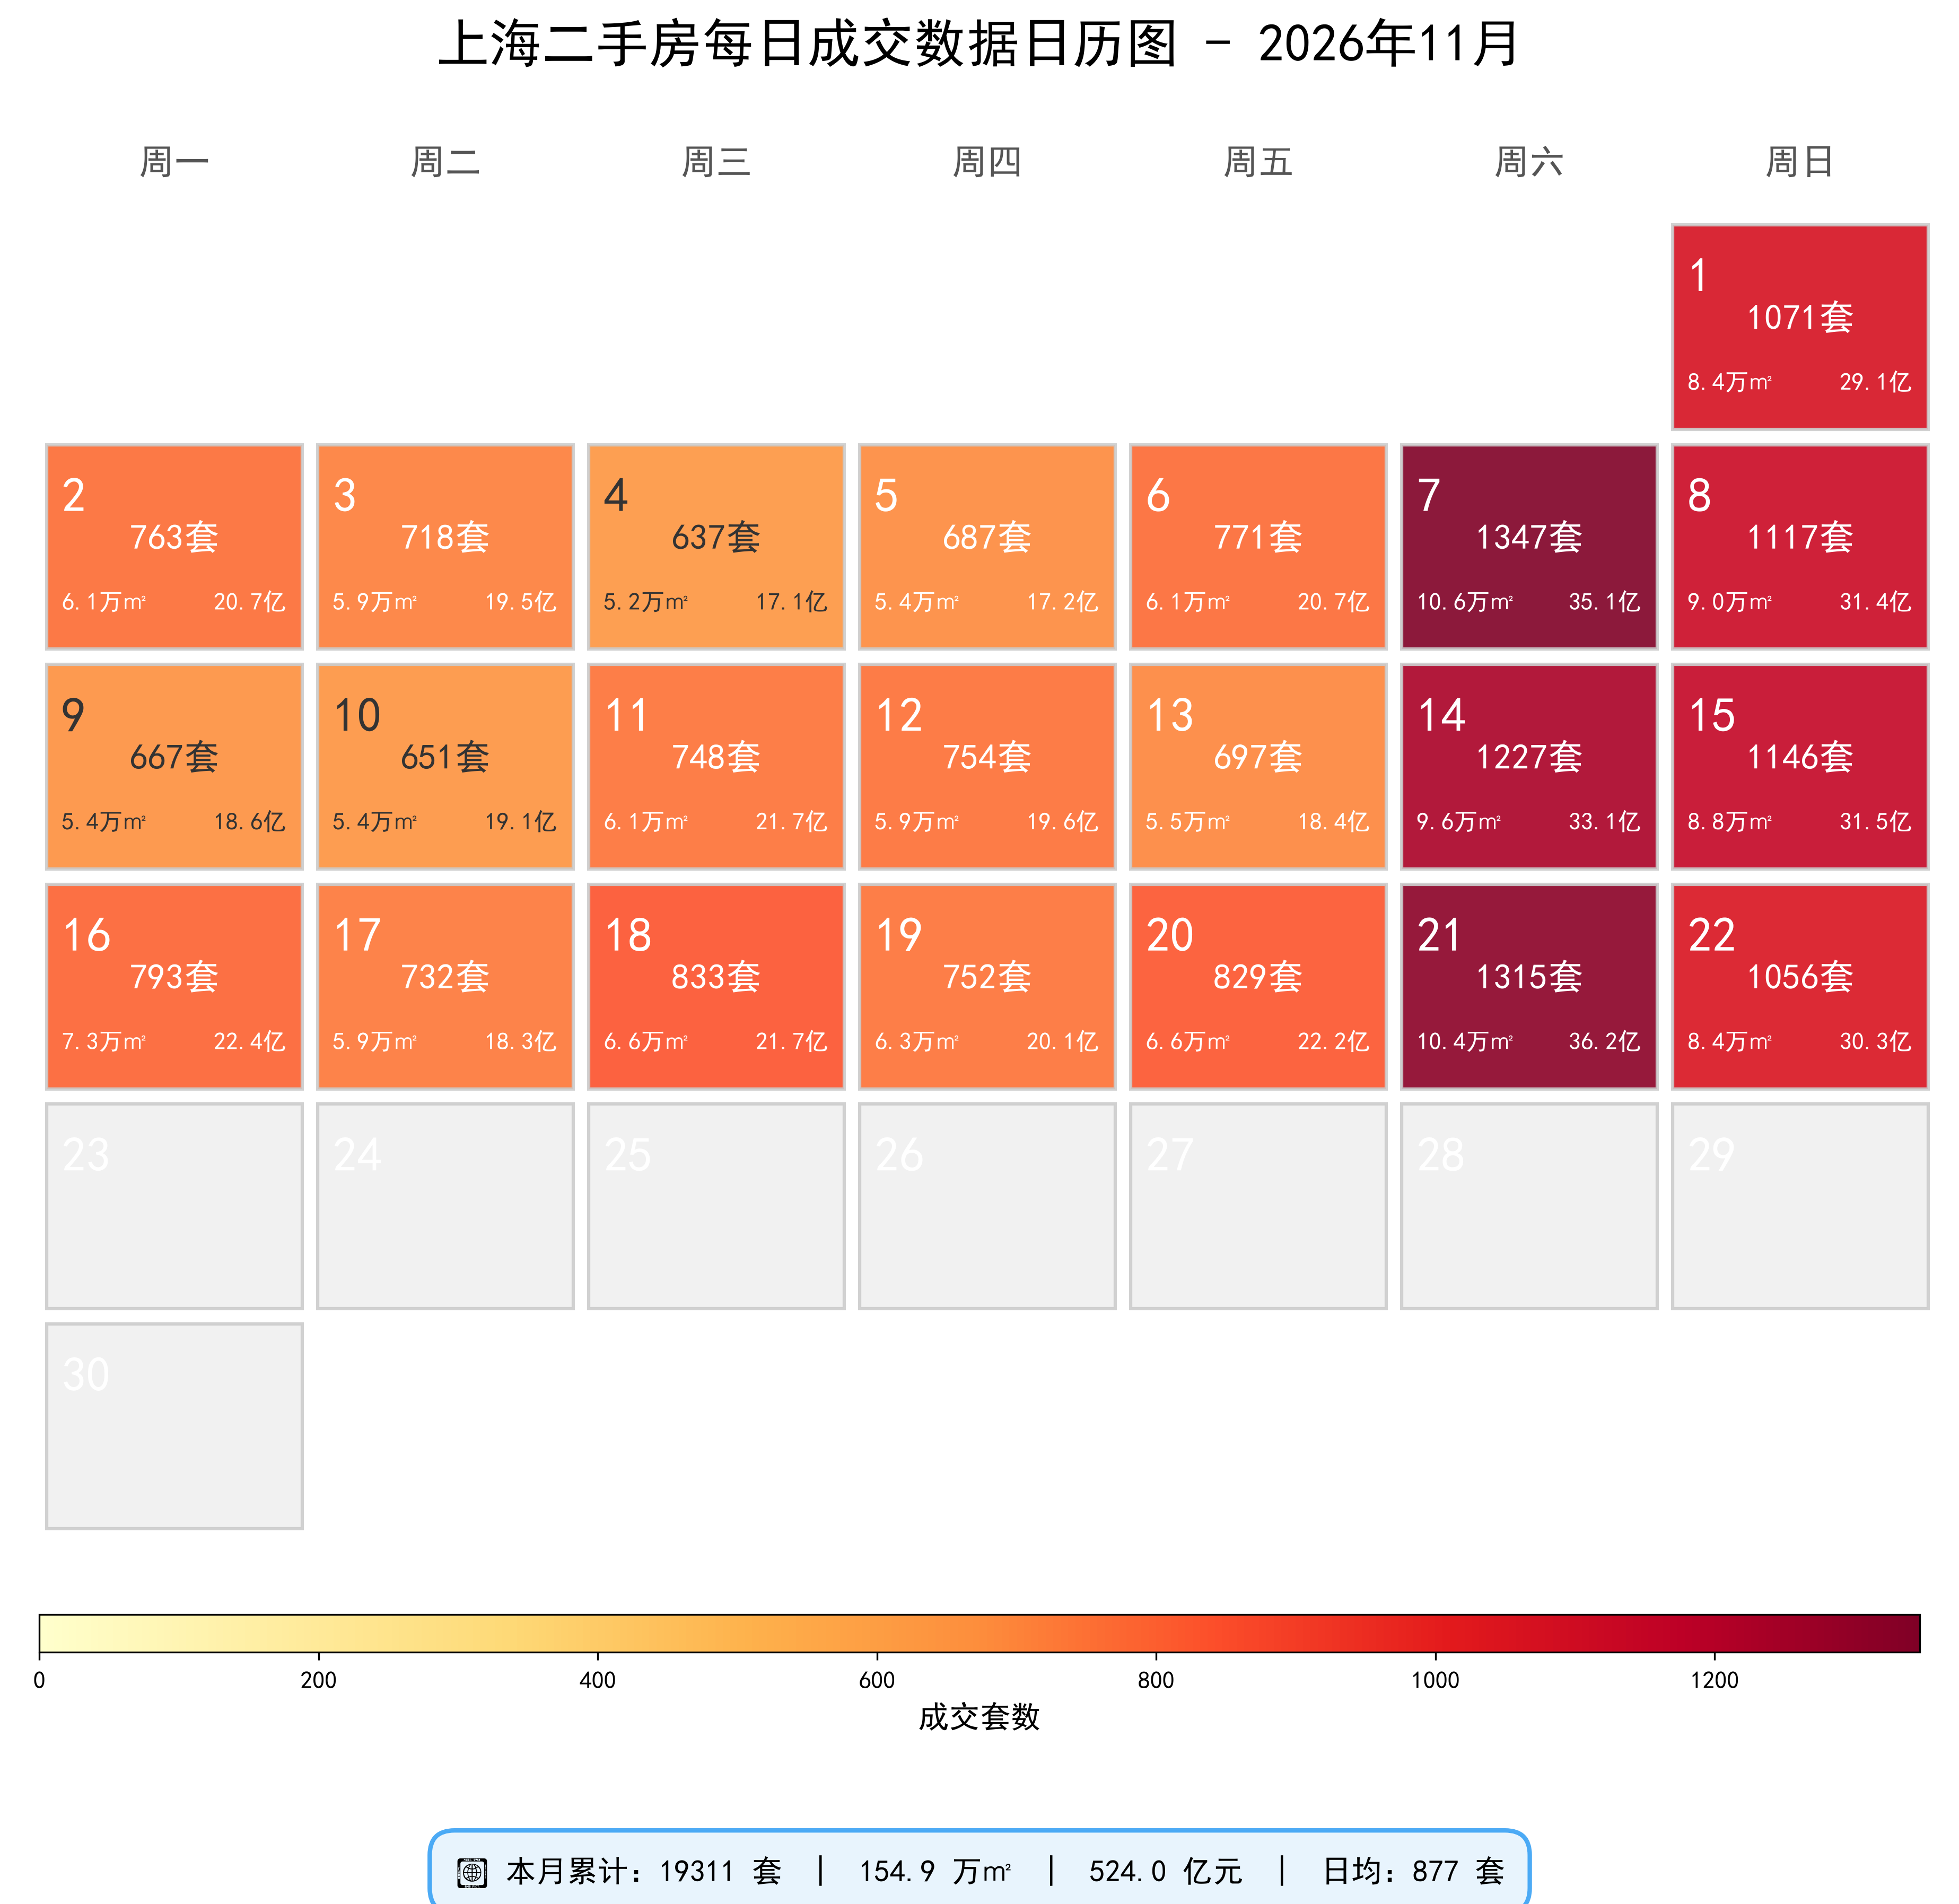 上海二手房每日成交数据日历图 - 2026年11月
周一 周二 周三 周四 周五 周六 周日
1
1071套
8.4万㎡ 29.1亿
2 3 4 5 6 7 8
763套 718套 637套 687套 771套 1347套 1117套
6.1万㎡ 20.7亿 5.9万㎡ 19.5亿 5.2万㎡ 17.1亿 5.4万㎡ 17.2亿 6.1万㎡ 20.7亿 10.6万㎡ 35.1亿 9.0万㎡ 31.4亿
9 10 11 12 13 14 15
667套 651套 748套 754套 697套 1227套 1146套
5.4万㎡ 18.6亿 5.4万㎡ 19.1亿 6.1万㎡ 21.7亿 5.9万㎡ 19.6亿 5.5万㎡ 18.4亿 9.6万㎡ 33.1亿 8.8万㎡ 31.5亿
16 17 18 19 20 21 22
793套 732套 833套 752套 829套 1315套 1056套
7.3万㎡ 22.4亿 5.9万㎡ 18.3亿 6.6万㎡ 21.7亿 6.3万㎡ 20.1亿 6.6万㎡ 22.2亿 10.4万㎡ 36.2亿 8.4万㎡ 30.3亿
23 24 25 26 27 28 29
30
0 200 400 600 800 1000 1200
成交套数
本月累计: 19311 套 | 154.9 万㎡ | 524.0 亿元 | 日均: 877 套